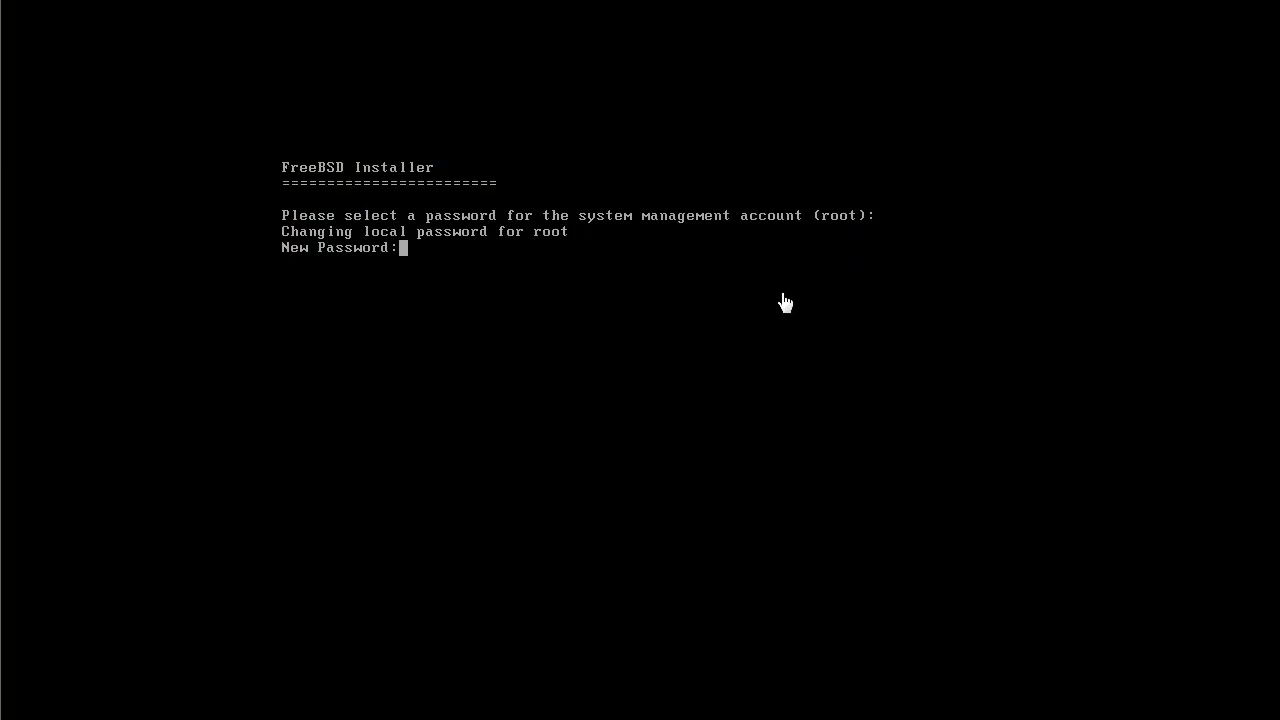 FreeBSD Installer
========================
Please select a password for the system management account (root):
Changing local password for root
New Password: